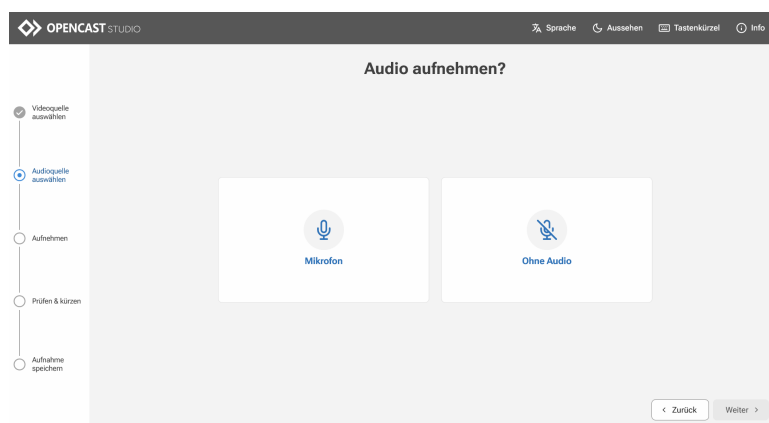 OPENCAST STUDIO
Sprache
Aussehen
Tastenkürzel
Info
Audio aufnehmen?
Videoquelle
auswählen
Audioquelle
auswählen
Aufnehmen
Prüfen & kürzen
Aufnahme
speichern
Mikrofon
Ohne Audio
Zurück
Weiter